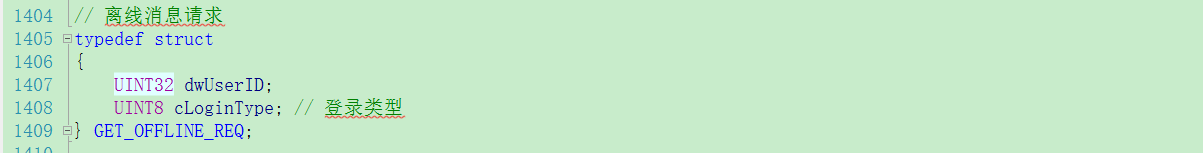 1404 // 离线消息请求
1405 typedef struct
1406 {
1407 UINT32 dwUserID;
1408 UINT8 cLoginType; // 登录类型
1409 } GET_OFFLINE_REQ;
1410